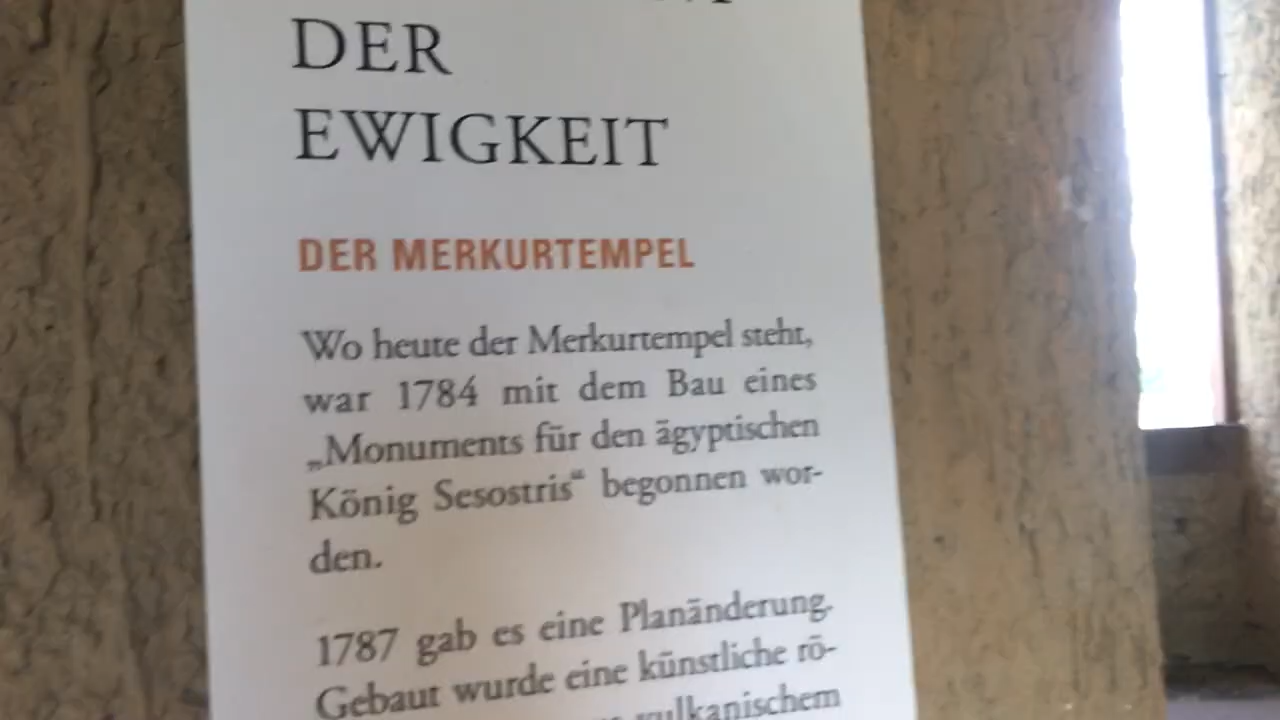 DER
EWIGKEIT
DER MERKURTEMPEL
Wo heute der Merkurtempel steht,
war 1784 mit dem Bau eines
„Monuments für den ägyptischen
König Sesostris“ begonnen wor-
den.
1787 gab es eine Planänderung.
Gebaut wurde eine künstliche rö-
vulkanischem